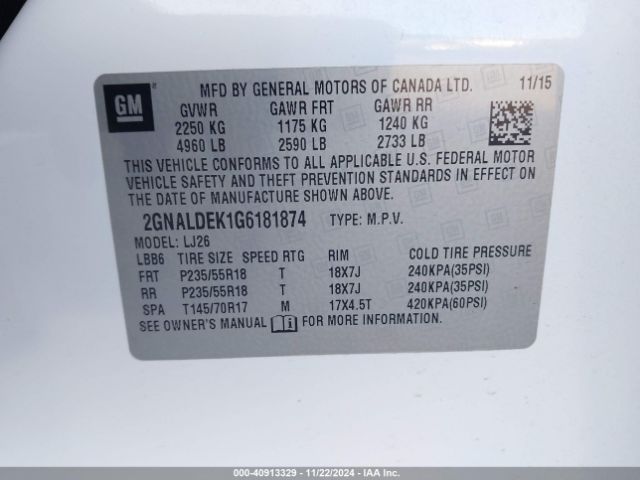 GM
MFD BY GENERAL MOTORS OF CANADA LTD. 11/15
GVWR GAWR FRT GAWR RR
2250 KG 1175 KG 1240 KG
4960 LB 2590 LB 2733 LB
THIS VEHICLE CONFORMS TO ALL APPLICABLE U.S. FEDERAL MOTOR
VEHICLE SAFETY AND THEFT PREVENTION STANDARDS IN EFFECT ON
THE DATE OF MANUFACTURE SHOWN ABOVE.
2GNALDEK1G6181874 TYPE: M.P.V.
MODEL: LJ26
LBB6 TIRE SIZE SPEED RTG RIM COLD TIRE PRESSURE
FRT P235/55R18 T 18X7J 240KPA(35PSI)
RR P235/55R18 T 18X7J 240KPA(35PSI)
SPA T145/70R17 M 17X4.5T 420KPA(60PSI)
SEE OWNER'S MANUAL FOR MORE INFORMATION.
000-40913329 - 11/22/2024 - IAAI.COM